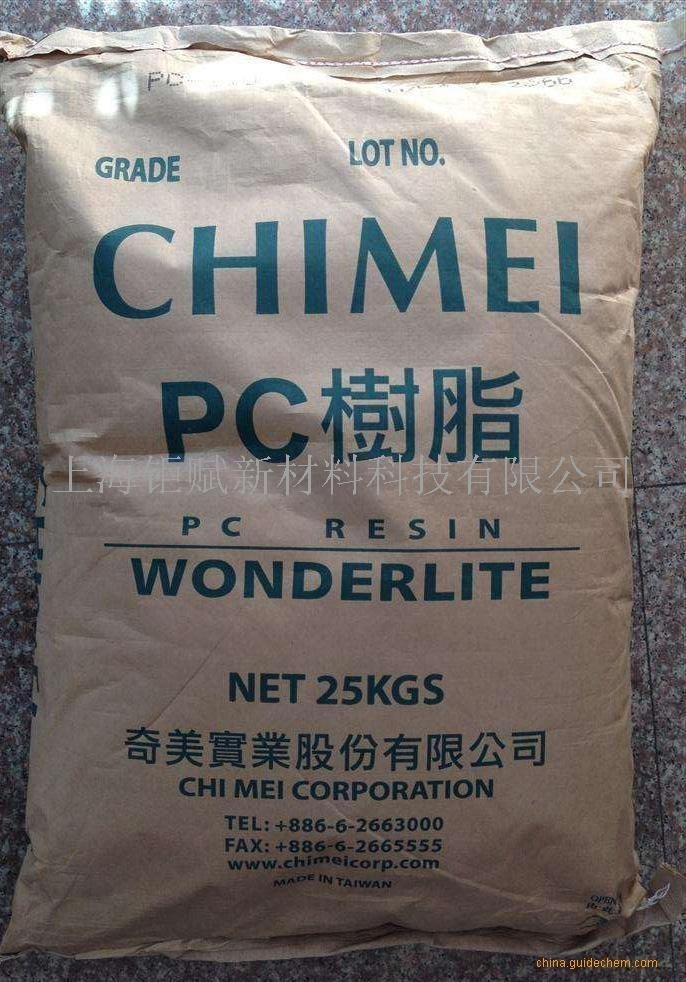 GRADE
LOT NO.
CHIMEI
PC樹脂
上海钜赋新材料科技有限公司
PC RESIN
WONDERLITE
NET 25KGS
奇美實業股份有限公司
CHI MEI CORPORATION
TEL: +886-6-2663000
FAX: +886-6-2665555
www.chimeicorp.com
MADE IN TAIWAN
OPEN
china.guidechem.com